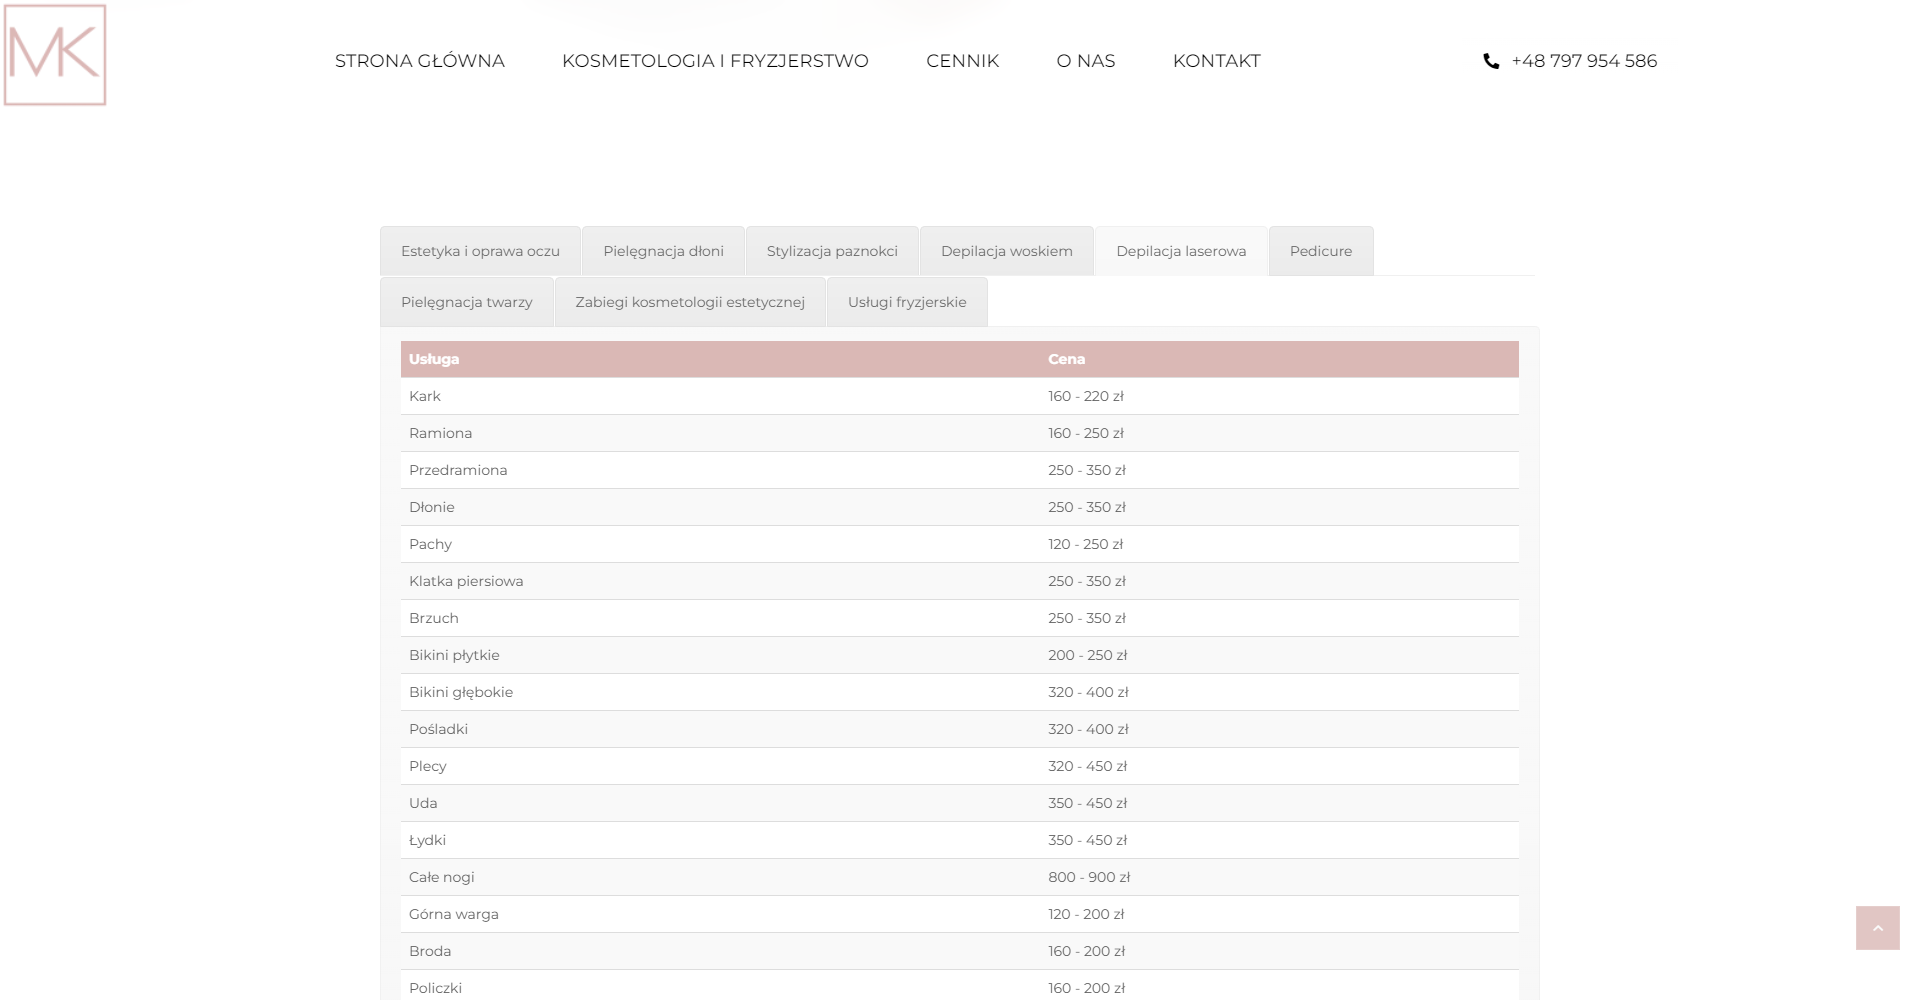 MK
STRONA GŁÓWNA KOSMETOLOGIA I FRYZJERSTWO CENNIK O NAS KONTAKT +48 797 954 586
Estetyka i oprawa oczu Pielęgnacja dłoni Stylizacja paznokci Depilacja woskiem Depilacja laserowa Pedicure
Pielęgnacja twarzy Zabiegi kosmetologii estetycznej Usługi fryzjerskie
Usługa Cena
Kark 160 - 220 zł
Ramiona 160 - 250 zł
Przedramiona 250 - 350 zł
Dłonie 250 - 350 zł
Pachy 120 - 250 zł
Klatka piersiowa 250 - 350 zł
Brzuch 250 - 350 zł
Bikini płytkie 200 - 250 zł
Bikini głębokie 320 - 400 zł
Pośladki 320 - 400 zł
Plecy 320 - 450 zł
Uda 350 - 450 zł
Łydki 350 - 450 zł
Całe nogi 800 - 900 zł
Górna warga 120 - 200 zł
Broda 160 - 200 zł
Policzki 160 - 200 zł